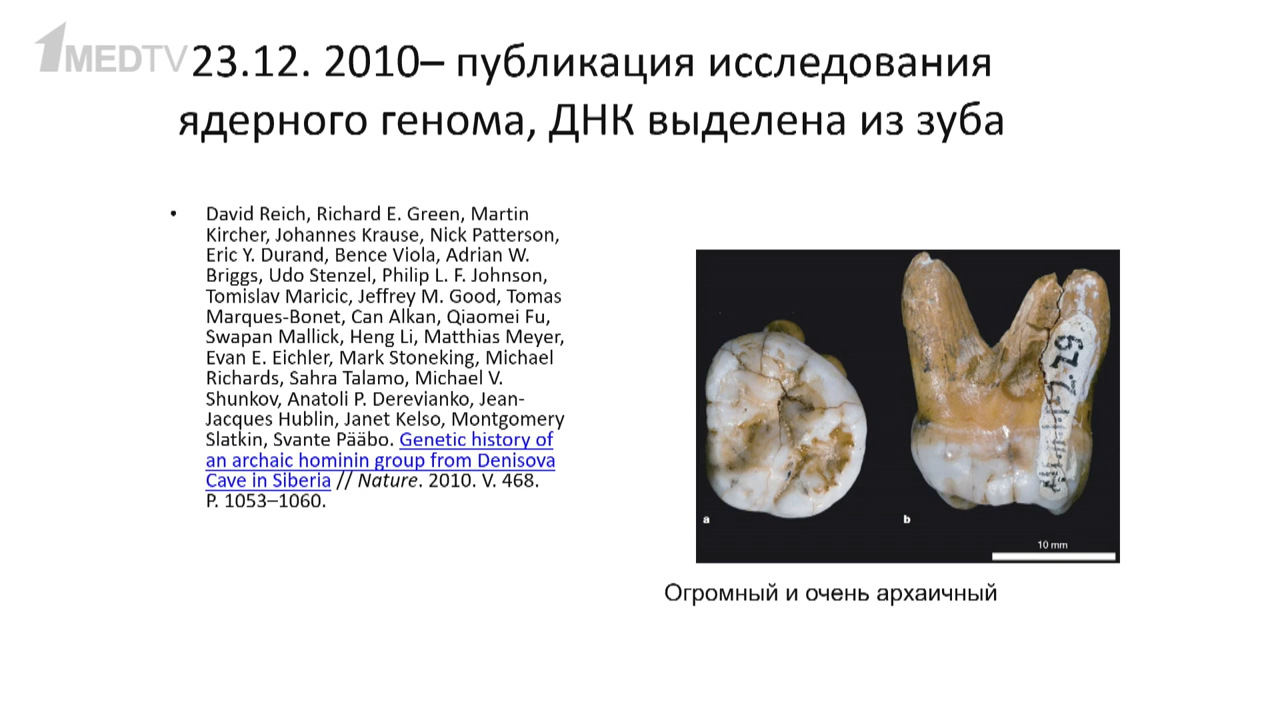 1MEDTV
23.12. 2010– публикация исследования
ядерного генома, ДНК выделена из зуба
• David Reich, Richard E. Green, Martin
Kircher, Johannes Krause, Nick Patterson,
Eric Y. Durand, Bence Viola, Adrian W.
Briggs, Udo Stenzel, Philip L. F. Johnson,
Tomislav Maricic, Jeffrey M. Good, Tomas
Marques-Bonet, Can Alkan, Qiaomei Fu,
Swapan Mallick, Heng Li, Matthias Meyer,
Evan E. Eichler, Mark Stoneking, Michael
Richards, Sahra Talamo, Michael V.
Shunkov, Anatoli P. Derevianko, Jean-
Jacques Hublin, Janet Kelso, Montgomery
Slatkin, Svante Pääbo. Genetic history of
an archaic hominin group from Denisova
Cave in Siberia // Nature. 2010. V. 468.
P. 1053–1060.
a
b
10 mm
Огромный и очень архаичный